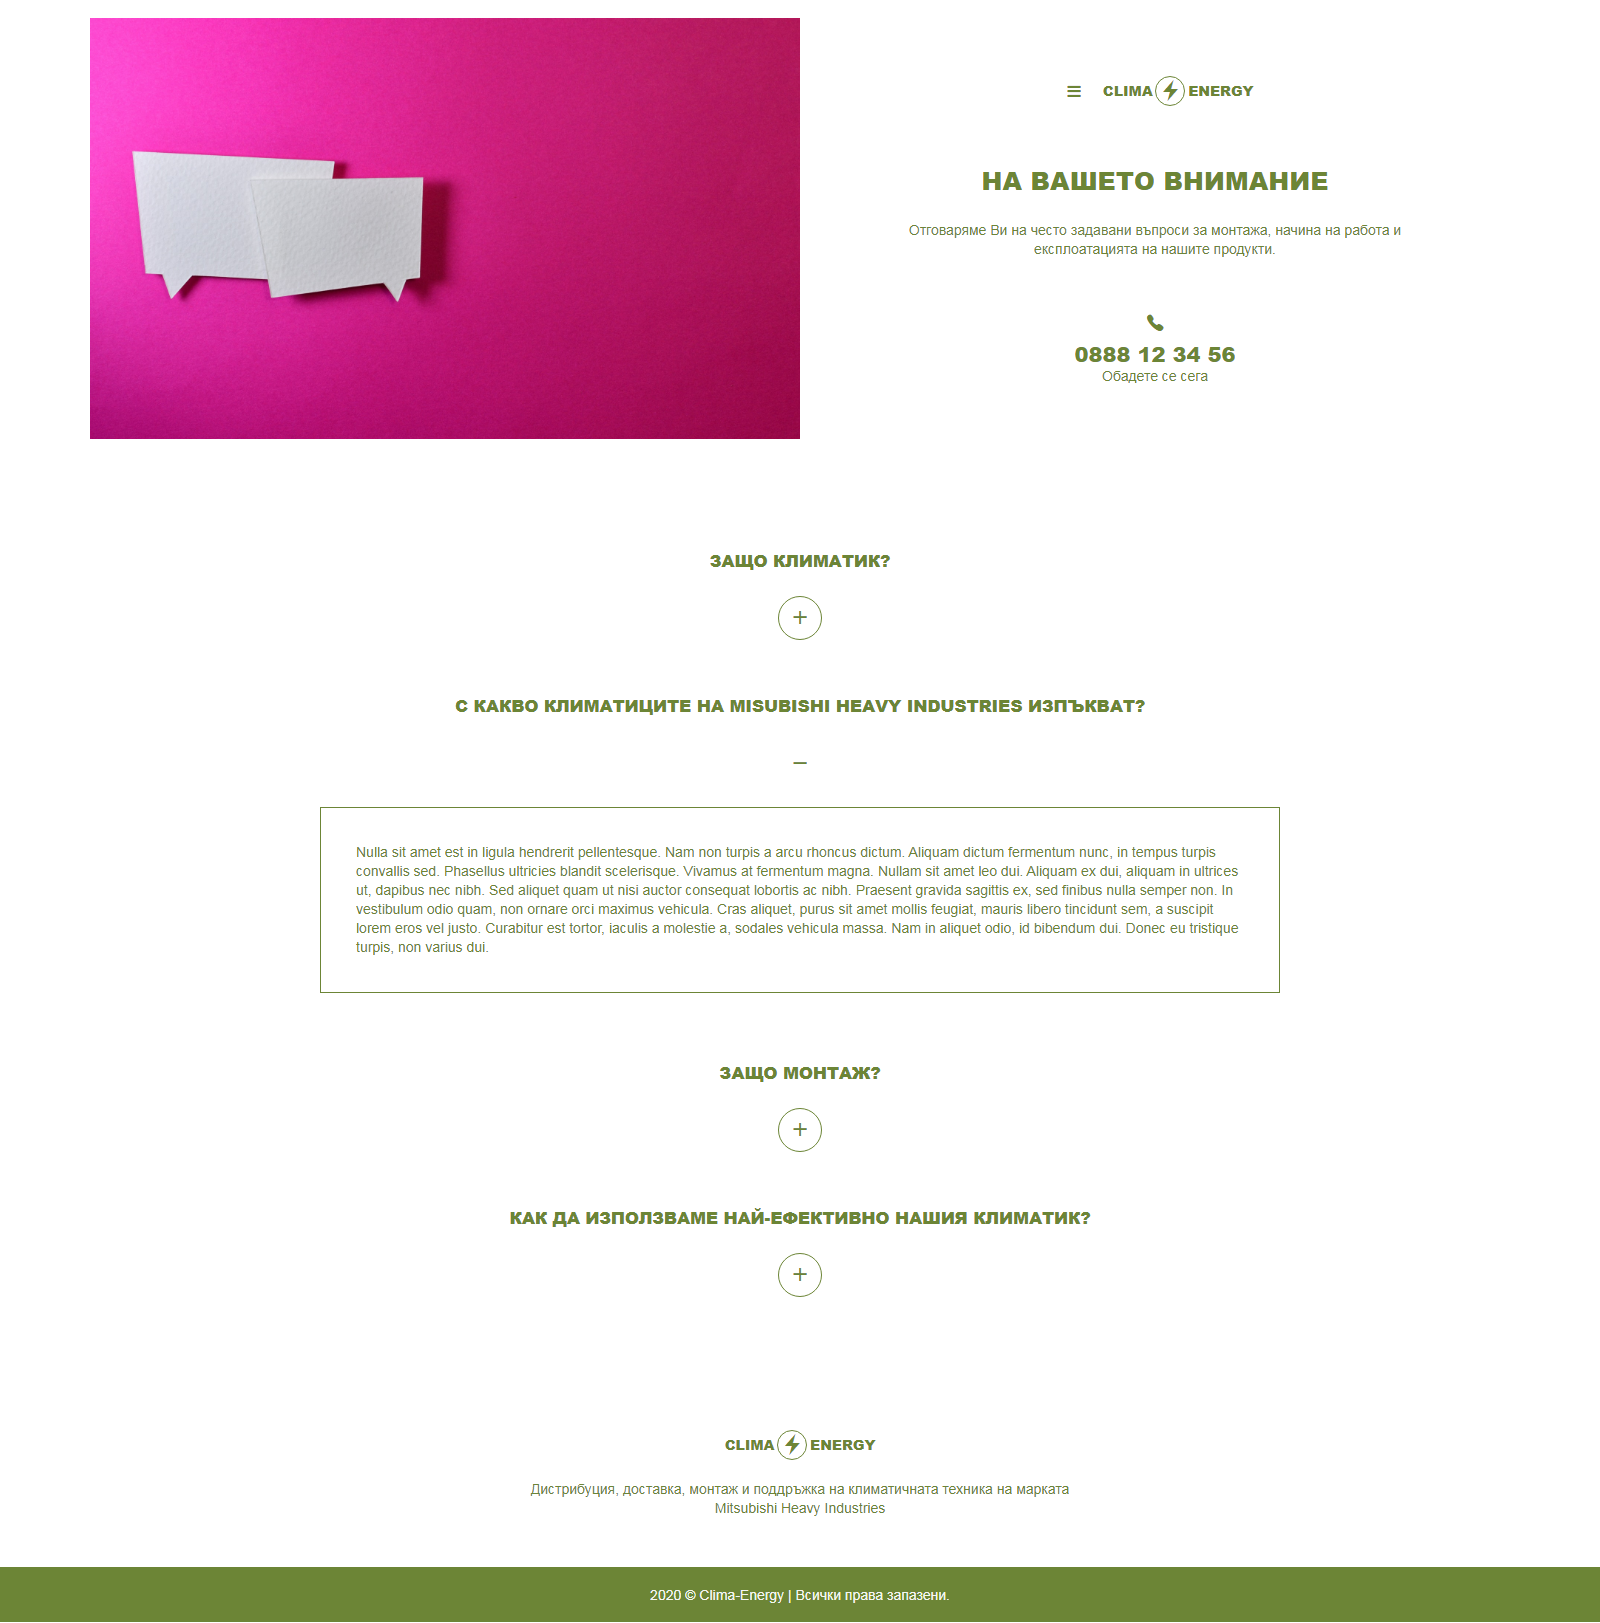 CLIMA ENERGY
НА ВАШЕТО ВНИМАНИЕ
Отговаряме Ви на често задавани въпроси за монтажа, начина на работа и
експлоатацията на нашите продукти.
0888 12 34 56
Обадете се сега
ЗАЩО КЛИМАТИК?
+
С КАКВО КЛИМАТИЦИТЕ НА MISUBISHI HEAVY INDUSTRIES ИЗПЪКВАТ?
–
Nulla sit amet est in ligula hendrerit pellentesque. Nam non turpis a arcu rhoncus dictum. Aliquam dictum fermentum nunc, in tempus turpis
convallis sed. Phasellus ultricies blandit scelerisque. Vivamus at fermentum magna. Nullam sit amet leo dui. Aliquam ex dui, aliquam in ultrices
ut, dapibus nec nibh. Sed aliquet quam ut nisi auctor consequat lobortis ac nibh. Praesent gravida sagittis ex, sed finibus nulla semper non. In
vestibulum odio quam, non ornare orci maximus vehicula. Cras aliquet, purus sit amet mollis feugiat, mauris libero tincidunt sem, a suscipit
lorem eros vel justo. Curabitur est tortor, iaculis a molestie a, sodales vehicula massa. Nam in aliquet odio, id bibendum dui. Donec eu tristique
turpis, non varius dui.
ЗАЩО МОНТАЖ?
+
КАК ДА ИЗПОЛЗВАМЕ НАЙ-ЕФЕКТИВНО НАШИЯ КЛИМАТИК?
+
CLIMA ENERGY
Дистрибуция, доставка, монтаж и поддръжка на климатичната техника на марката
Mitsubishi Heavy Industries
2020 © Clima-Energy | Всички права запазени.